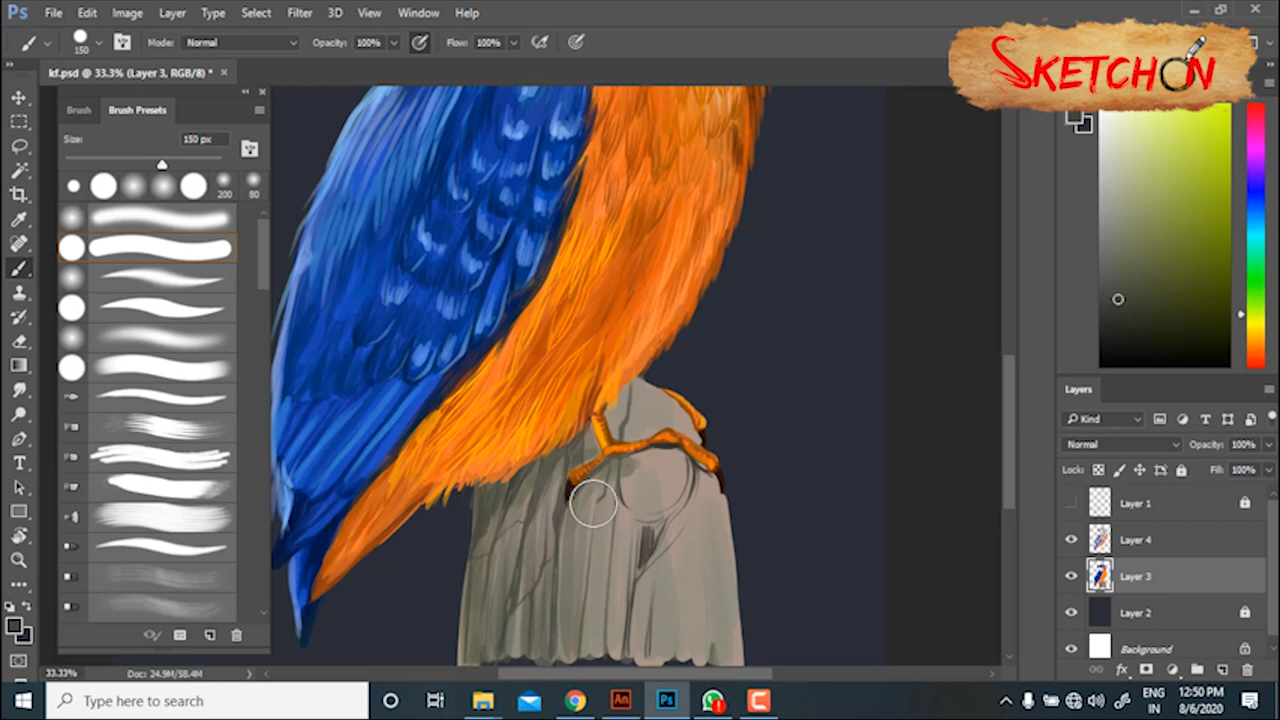 Ps File Edit Image Layer Type Select Filter 3D View Window Help
150 Mode: Normal Opacity: 100% Flow: 100%
SKETCHON
kf.psd @ 33.3% (Layer 3, RGB/8) * ×
Brush Brush Presets
Size: 150 px
200 80
Layers
Kind
Normal Opacity: 100%
Lock: Fill: 100%
Layer 1
Layer 4
Layer 3
Layer 2
Background
33.33% Doc: 24.9M/58.4M
Type here to search
An Ps
ENG
IN
12:50 PM
8/6/2020